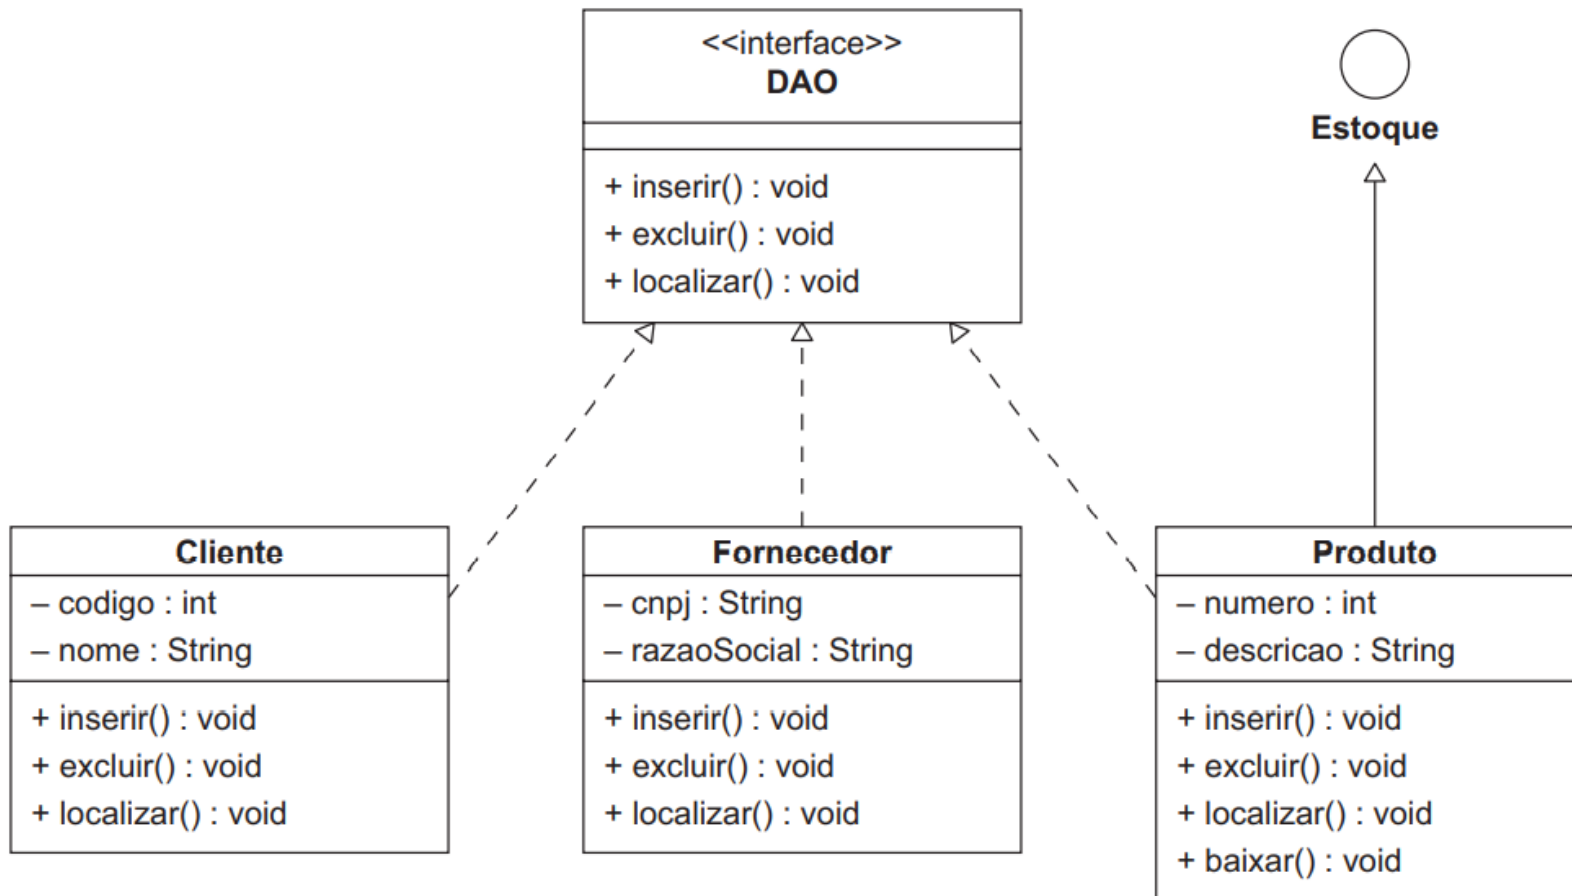 <<interface>>
DAO
+ inserir() : void
+ excluir() : void
+ localizar() : void
Estoque
Cliente
– codigo : int
– nome : String
+ inserir() : void
+ excluir() : void
+ localizar() : void
Fornecedor
– cnpj : String
– razaoSocial : String
+ inserir() : void
+ excluir() : void
+ localizar() : void
Produto
– numero : int
– descricao : String
+ inserir() : void
+ excluir() : void
+ localizar() : void
+ baixar() : void